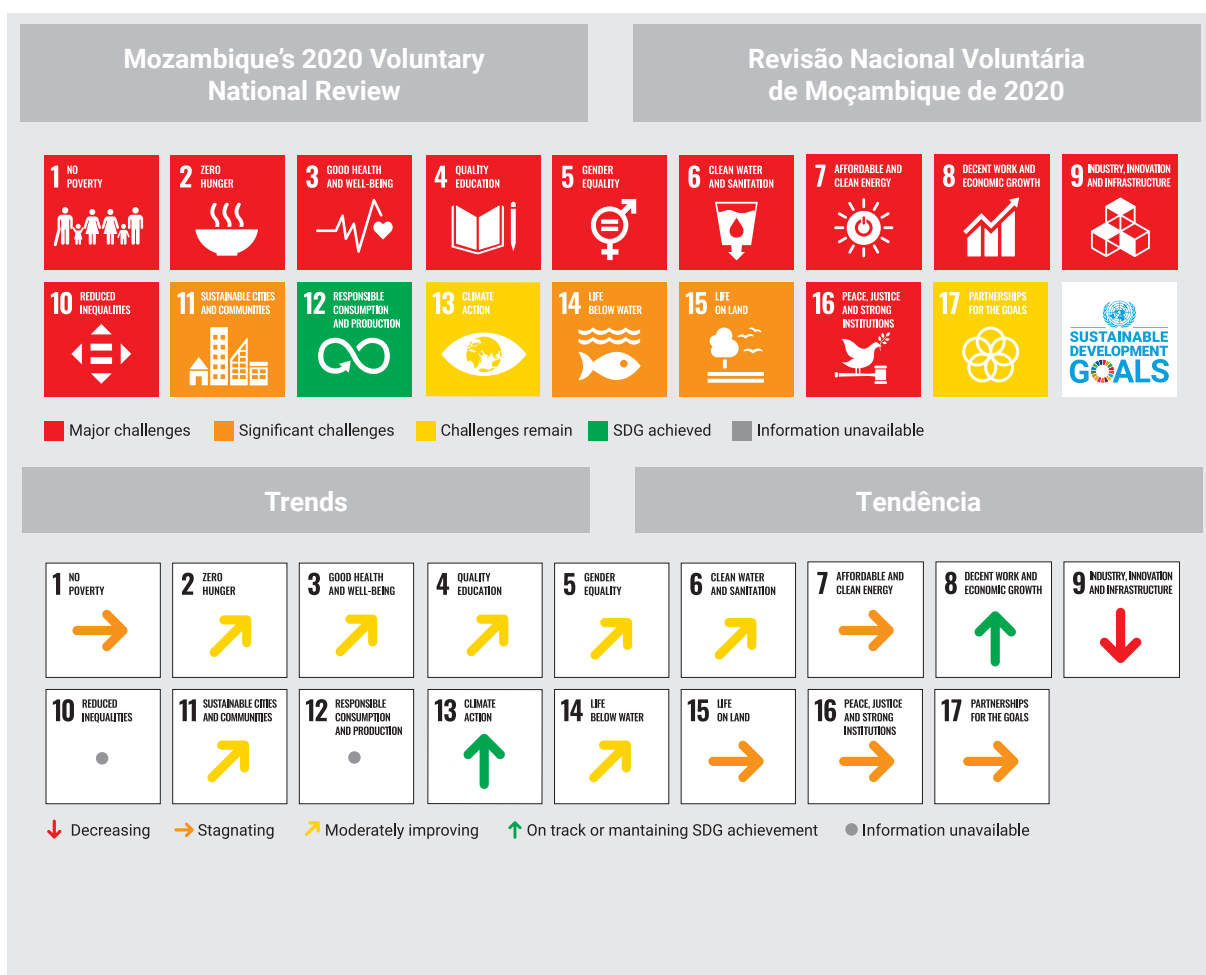 Mozambique's 2020 Voluntary
National Review
Revisão Nacional Voluntária
de Moçambique de 2020
1 NO
POVERTY
2 ZERO
HUNGER
3 GOOD HEALTH
AND WELL-BEING
4 QUALITY
EDUCATION
5 GENDER
EQUALITY
6 CLEAN WATER
AND SANITATION
7 AFFORDABLE AND
CLEAN ENERGY
8 DECENT WORK AND
ECONOMIC GROWTH
9 INDUSTRY, INNOVATION
AND INFRASTRUCTURE
10 REDUCED
INEQUALITIES
11 SUSTAINABLE CITIES
AND COMMUNITIES
12 RESPONSIBLE
CONSUMPTION
AND PRODUCTION
13 CLIMATE
ACTION
14 LIFE
BELOW WATER
15 LIFE
ON LAND
16 PEACE, JUSTICE
AND STRONG
INSTITUTIONS
17 PARTNERSHIPS
FOR THE GOALS
SUSTAINABLE
DEVELOPMENT
GOALS
Major challenges
Significant challenges
Challenges remain
SDG achieved
Information unavailable
Trends
Tendência
1 NO
POVERTY
2 ZERO
HUNGER
3 GOOD HEALTH
AND WELL-BEING
4 QUALITY
EDUCATION
5 GENDER
EQUALITY
6 CLEAN WATER
AND SANITATION
7 AFFORDABLE AND
CLEAN ENERGY
8 DECENT WORK AND
ECONOMIC GROWTH
9 INDUSTRY, INNOVATION
AND INFRASTRUCTURE
10 REDUCED
INEQUALITIES
11 SUSTAINABLE CITIES
AND COMMUNITIES
12 RESPONSIBLE
CONSUMPTION
AND PRODUCTION
13 CLIMATE
ACTION
14 LIFE
BELOW WATER
15 LIFE
ON LAND
16 PEACE, JUSTICE
AND STRONG
INSTITUTIONS
17 PARTNERSHIPS
FOR THE GOALS
Decreasing
Stagnating
Moderately improving
On track or mantaining SDG achievement
Information unavailable